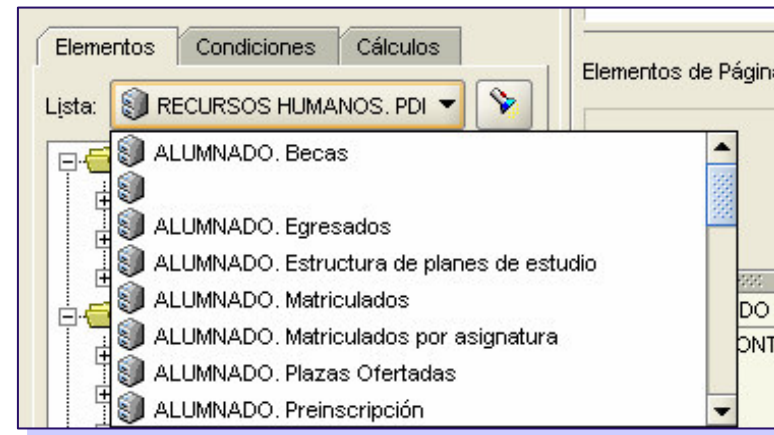 Elementos Condiciones Cálculos
Elementos de Página
Lista: RECURSOS HUMANOS. PDI
ALUMNADO. Becas
ALUMNADO. Egresados
ALUMNADO. Estructura de planes de estudio
ALUMNADO. Matriculados
ALUMNADO. Matriculados por asignatura
ALUMNADO. Plazas Ofertadas
ALUMNADO. Preinscripción
DO
ONT